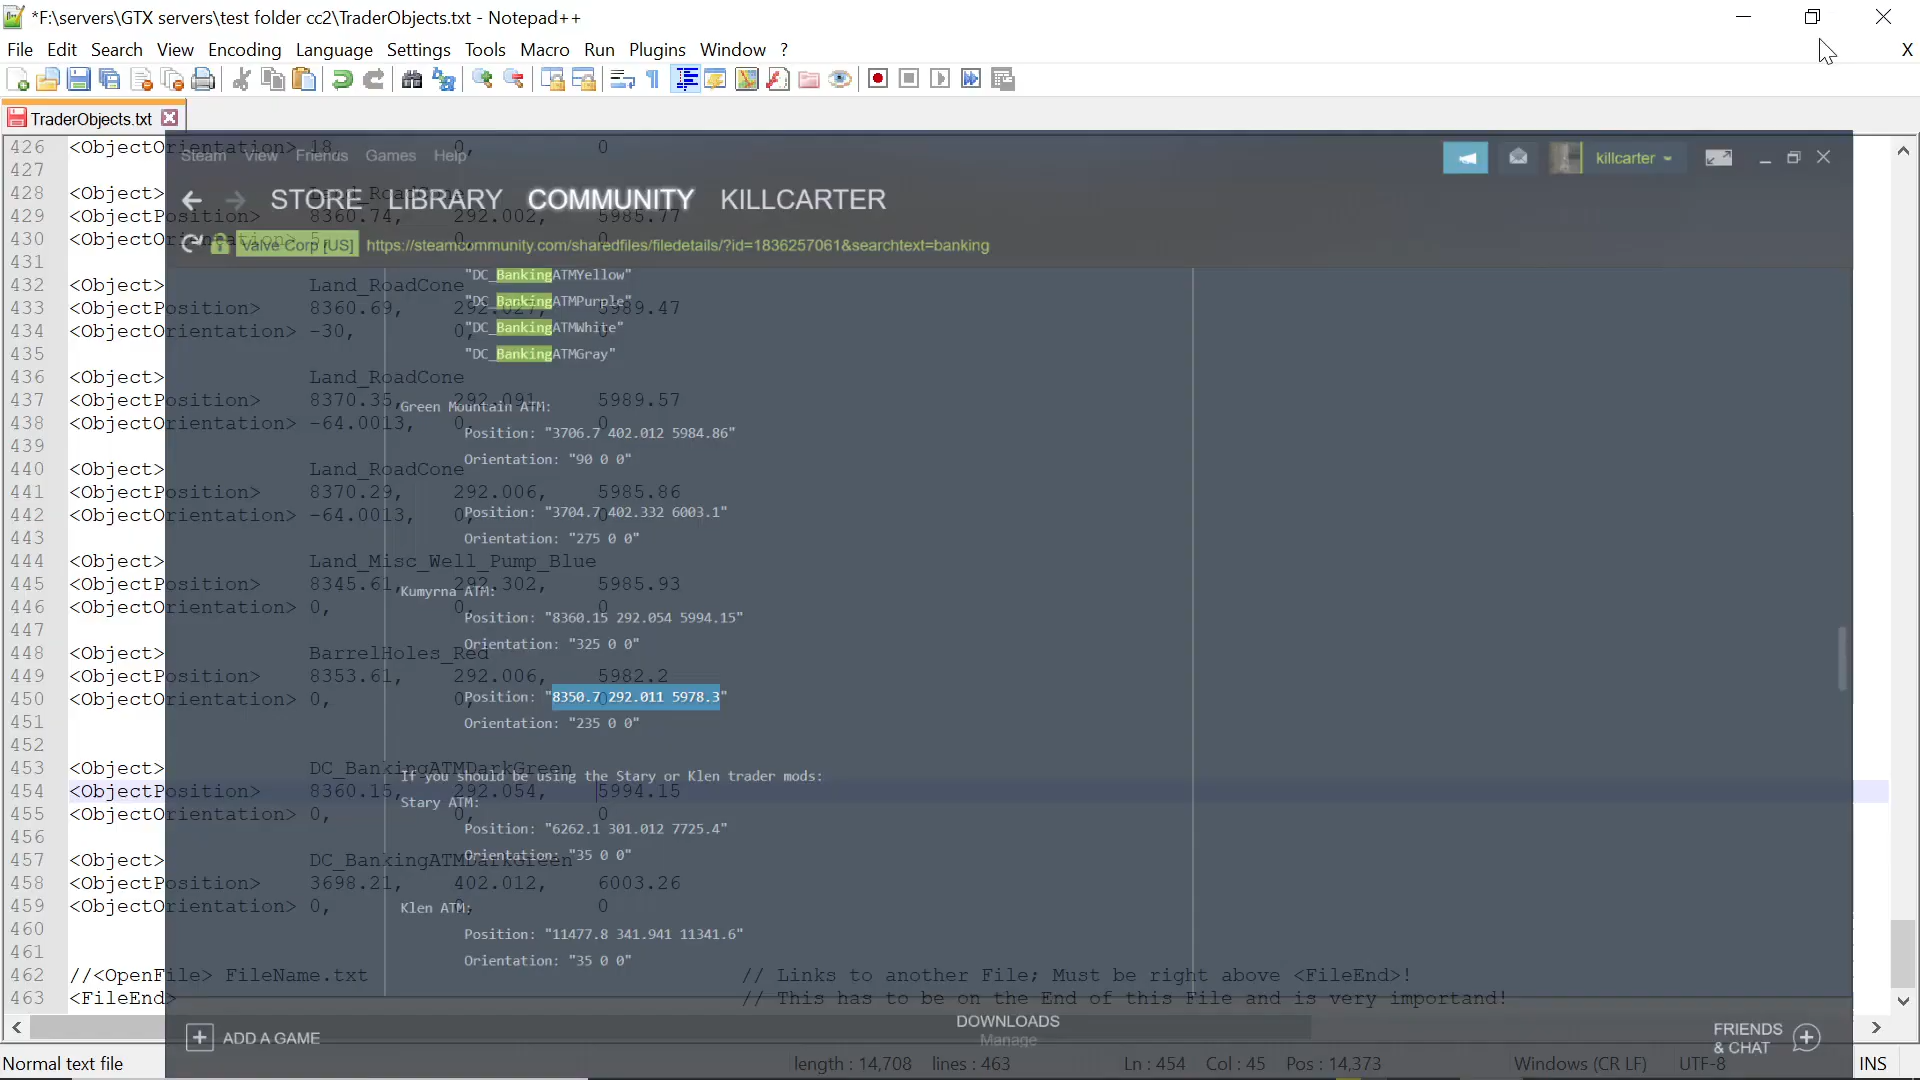 *F:\servers\GTX servers\test folder cc2\TraderObjects.txt - Notepad++
File Edit Search View Encoding Language Settings Tools Macro Run Plugins Window ?
X
TraderObjects.txt
Steam View Friends Games Help
killcarter
STORE LIBRARY COMMUNITY KILLCARTER
Valve Corp [US] https://steamcommunity.com/sharedfiles/filedetails/?id=1836257061&searchtext=banking
"DC_BankingATMYellow"
"DC_BankingATMPurple"
"DC_BankingATMWhite"
"DC_BankingATMGray"
Green Mountain ATM:
Position: "3706.7 402.012 5984.86"
Orientation: "90 0 0"
Position: "3704.7 402.332 6003.1"
Orientation: "275 0 0"
Kumyrna ATM:
Position: "8360.15 292.054 5994.15"
Orientation: "325 0 0"
Position: "8350.7 292.011 5978.3"
Orientation: "235 0 0"
If you should be using the Stary or Klen trader mods:
Stary ATM:
Position: "6262.1 301.012 7725.4"
Orientation: "35 0 0"
Klen ATM:
Position: "11477.8 341.941 11341.6"
Orientation: "35 0 0"
ADD A GAME
DOWNLOADS
Manage
FRIENDS
& CHAT
426 <ObjectOrientation> 18, 0, 0
427
428 <Object> Land_RoadCone
429 <ObjectPosition> 8360.74, 292.002, 5985.77
430 <ObjectOrientation> 5, 0
431
432 <Object> Land_RoadCone
433 <ObjectPosition> 8360.69, 292.027, 5989.47
434 <ObjectOrientation> -30, 0, 0
435
436 <Object> Land_RoadCone
437 <ObjectPosition> 8370.35, 292.091, 5989.57
438 <ObjectOrientation> -64.0013, 0, 0
439
440 <Object> Land_RoadCone
441 <ObjectPosition> 8370.29, 292.006, 5985.86
442 <ObjectOrientation> -64.0013, 0, 0
443
444 <Object> Land_Misc_Well_Pump_Blue
445 <ObjectPosition> 8345.61, 292.302, 5985.93
446 <ObjectOrientation> 0, 0, 0
447
448 <Object> BarrelHoles_Red
449 <ObjectPosition> 8353.61, 292.006, 5982.2
450 <ObjectOrientation> 0, 0, 0
451
452
453 <Object> DC_BankingATMDarkGreen
454 <ObjectPosition> 8360.15, 292.054, 5994.15
455 <ObjectOrientation> 0, 0, 0
456
457 <Object> DC_BankingATMDarkGreen
458 <ObjectPosition> 3698.21, 402.012, 6003.26
459 <ObjectOrientation> 0, 0, 0
460
461
462 //<OpenFile> FileName.txt // Links to another File; Must be right above <FileEnd>!
463 <FileEnd> // This has to be on the End of this File and is very importand!
Normal text file length : 14,708 lines : 463 Ln : 454 Col : 45 Pos : 14,373 Windows (CR LF) UTF-8 INS